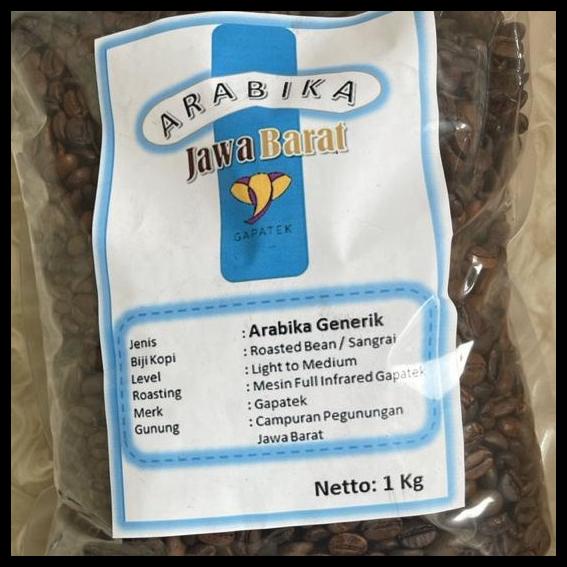 ARABIKA
Jawa Barat
GAPATEK
Jenis : Arabika Generik
Biji Kopi : Roasted Bean / Sangrai
Level : Light to Medium
Roasting : Mesin Full Infrared Gapatek
Merk : Gapatek
Gunung : Campuran Pegunungan
Jawa Barat
Netto: 1 Kg